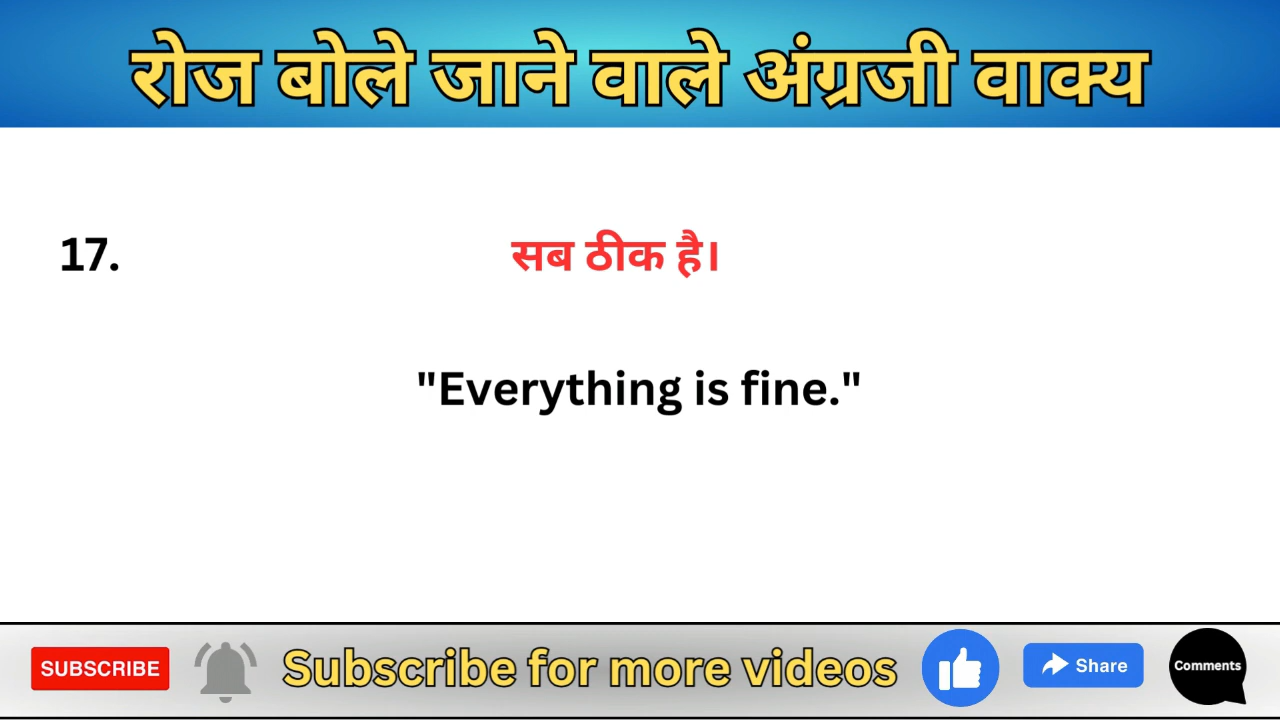 रोज बोले जाने वाले अंग्रजी वाक्य
17. सब ठीक है।
"Everything is fine."
SUBSCRIBE Subscribe for more videos Share Comments